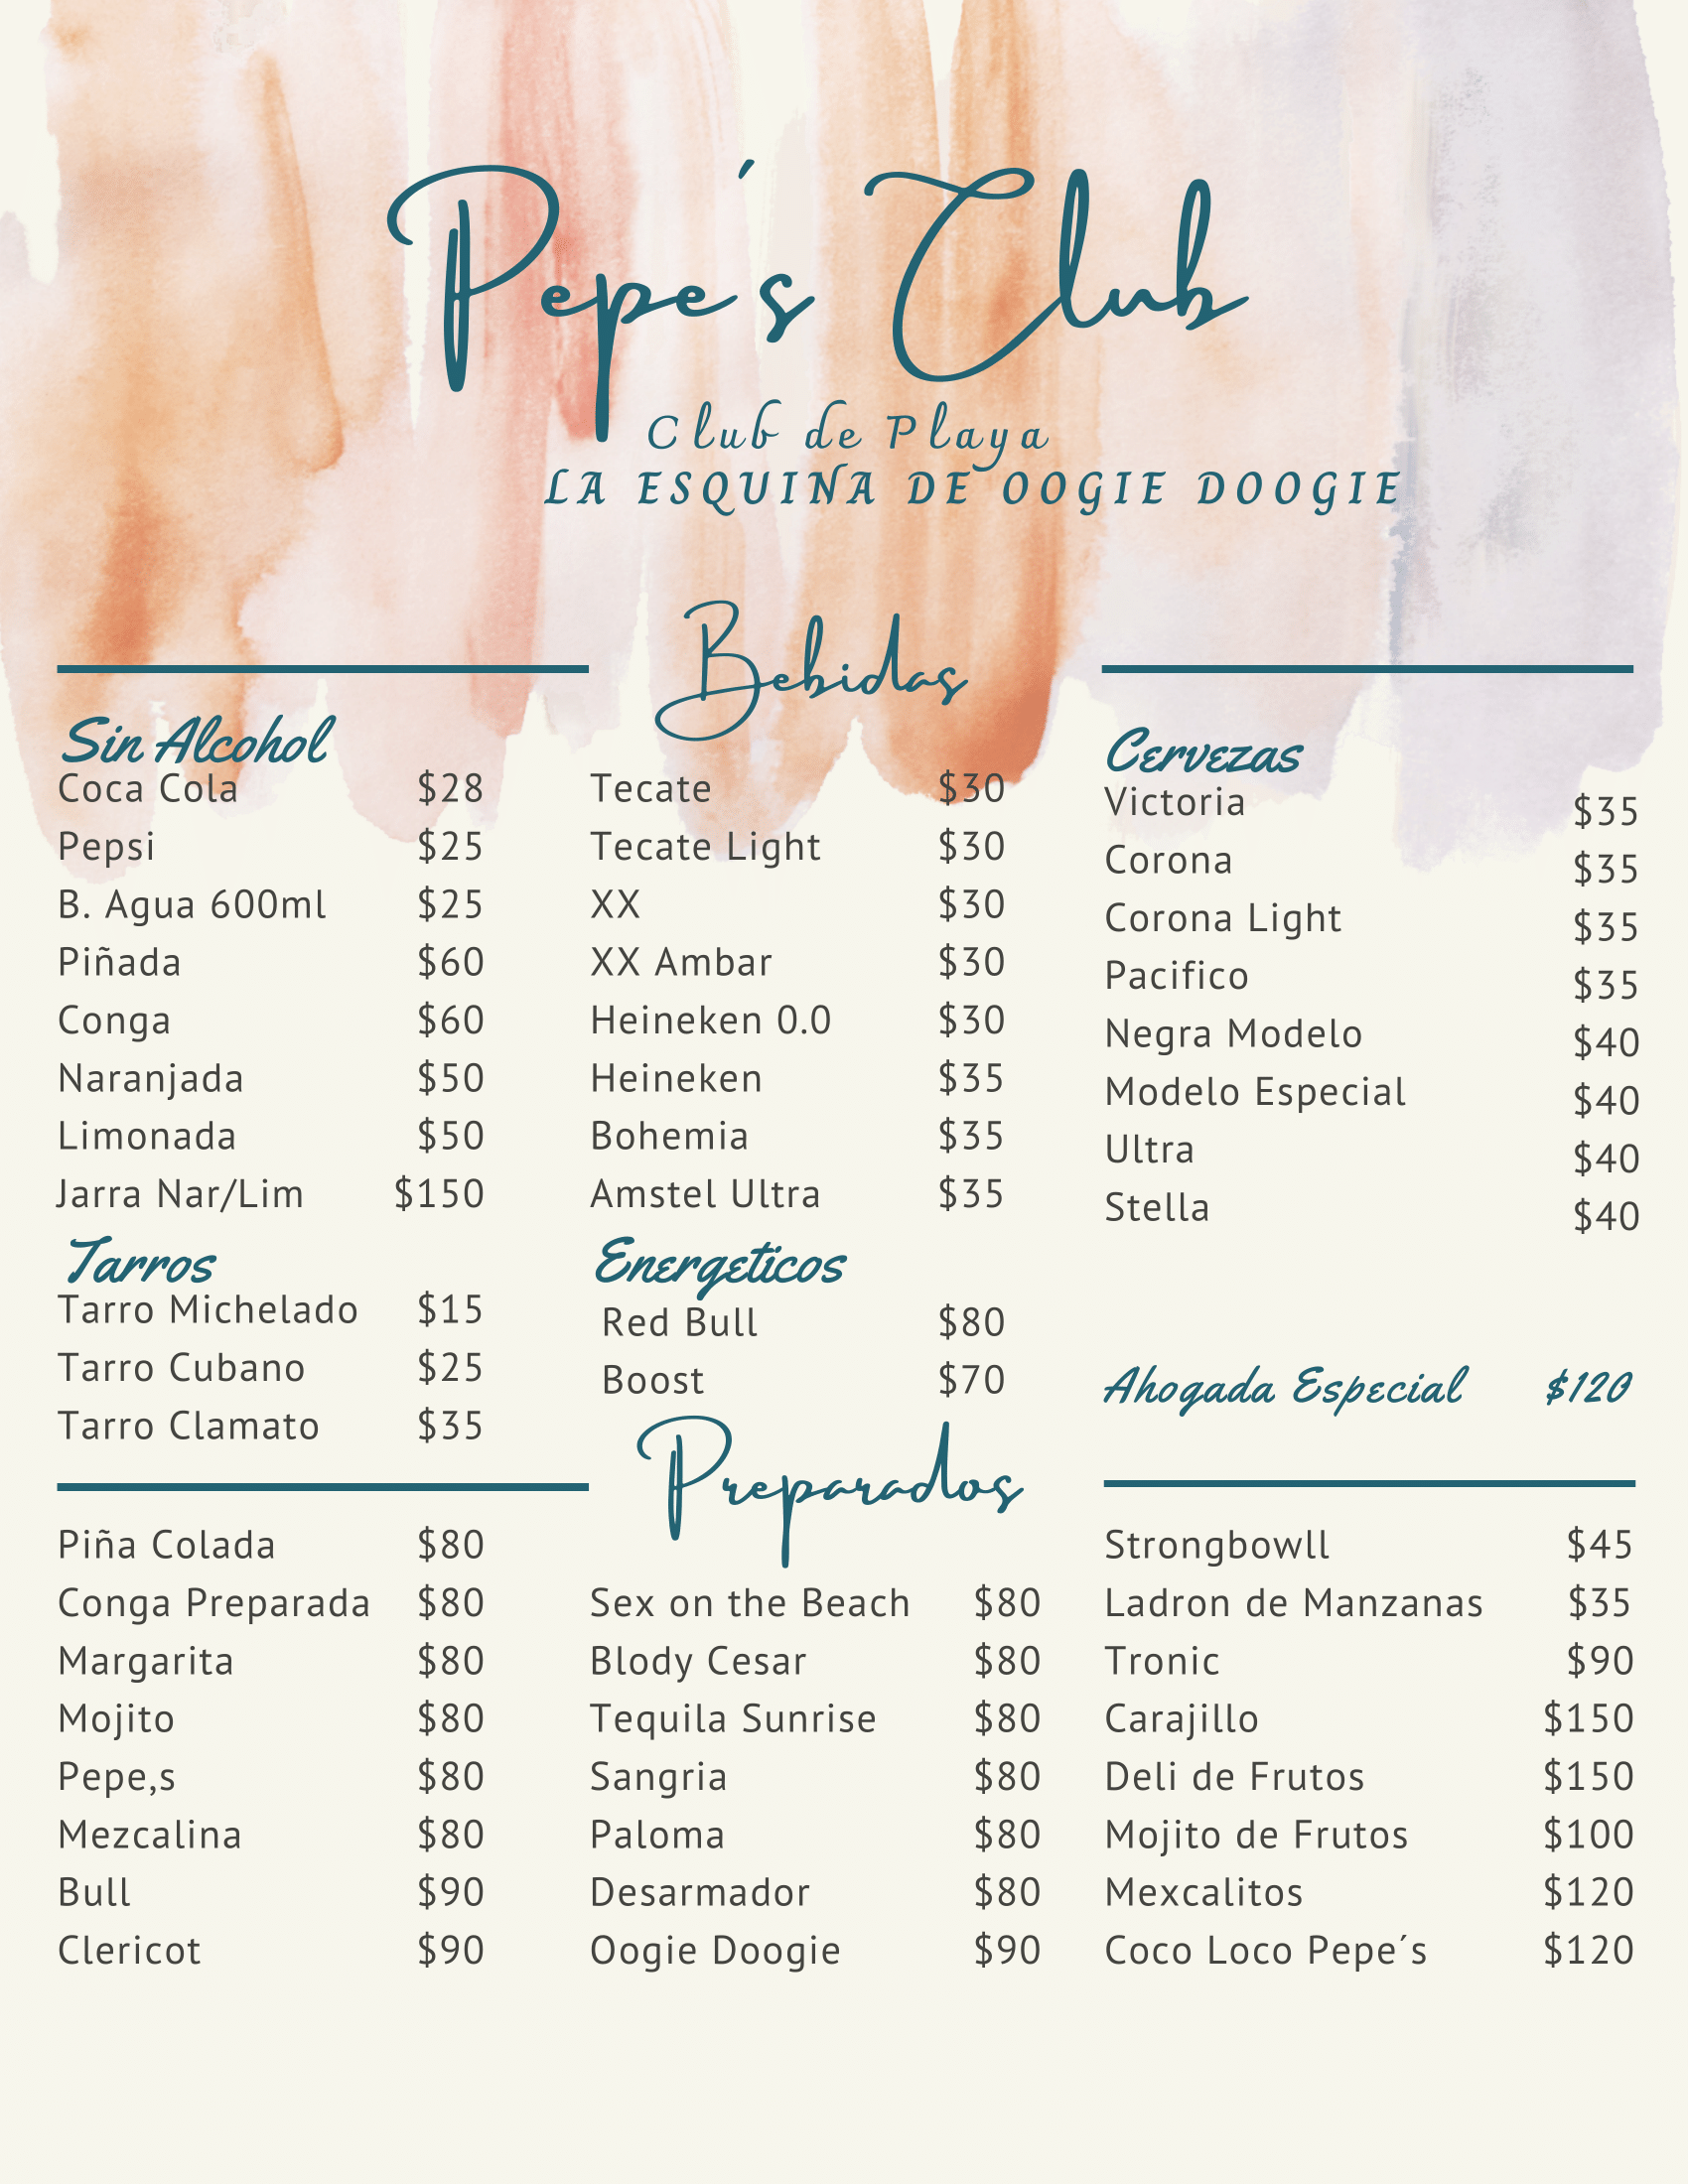 Pepe´s Club
Club de Playa
LA ESQUINA DE OOGIE DOOGIE
Bebidas
Sin Alcohol
Coca Cola $28
Pepsi $25
B. Agua 600ml $25
Piñada $60
Conga $60
Naranjada $50
Limonada $50
Jarra Nar/Lim $150
Tarros
Tarro Michelado $15
Tarro Cubano $25
Tarro Clamato $35
Tecate $30
Tecate Light $30
XX $30
XX Ambar $30
Heineken 0.0 $30
Heineken $35
Bohemia $35
Amstel Ultra $35
Energeticos
Red Bull $80
Boost $70
Cervezas
Victoria $35
Corona $35
Corona Light $35
Pacifico $35
Negra Modelo $40
Modelo Especial $40
Ultra $40
Stella $40
Ahogada Especial $120
Preparados
Piña Colada $80
Conga Preparada $80
Margarita $80
Mojito $80
Pepe,s $80
Mezcalina $80
Bull $90
Clericot $90
Sex on the Beach $80
Blody Cesar $80
Tequila Sunrise $80
Sangria $80
Paloma $80
Desarmador $80
Oogie Doogie $90
Strongbowll $45
Ladron de Manzanas $35
Tronic $90
Carajillo $150
Deli de Frutos $150
Mojito de Frutos $100
Mexcalitos $120
Coco Loco Pepe´s $120